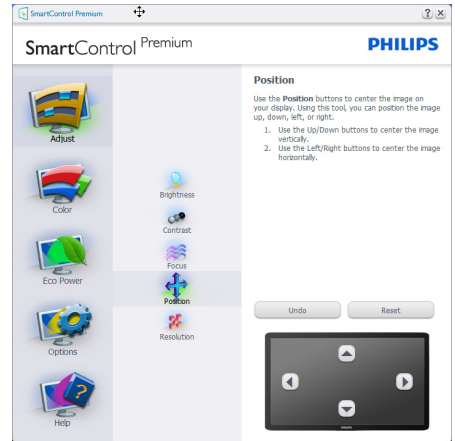 SmartControl Premium
?
SmartControl Premium
PHILIPS
Adjust
Color
Eco Power
Options
?
Help
Brightness
Contrast
Focus
Position
Resolution
Position
Use the Position buttons to center the image on
your display. Using this tool, you can position the image
up, down, left, or right.
1. Use the Up/Down buttons to center the image
vertically.
2. Use the Left/Right buttons to center the image
horizontally.
Undo
Reset
PHILIPS